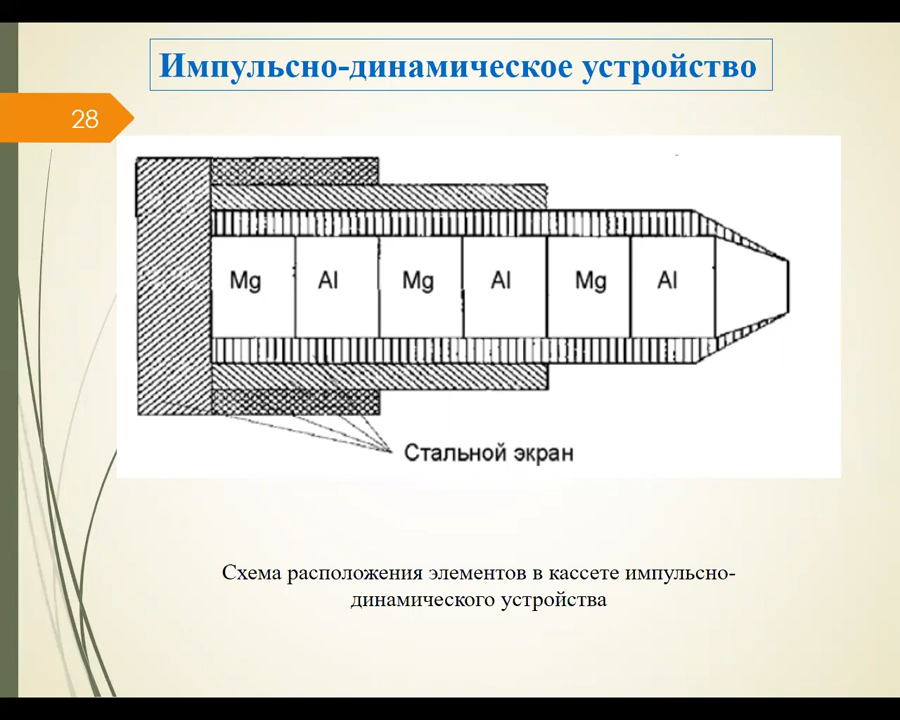 Импульсно-динамическое устройство
28
Mg Al Mg Al Mg Al
Стальной экран
Схема расположения элементов в кассете импульсно-
динамического устройства